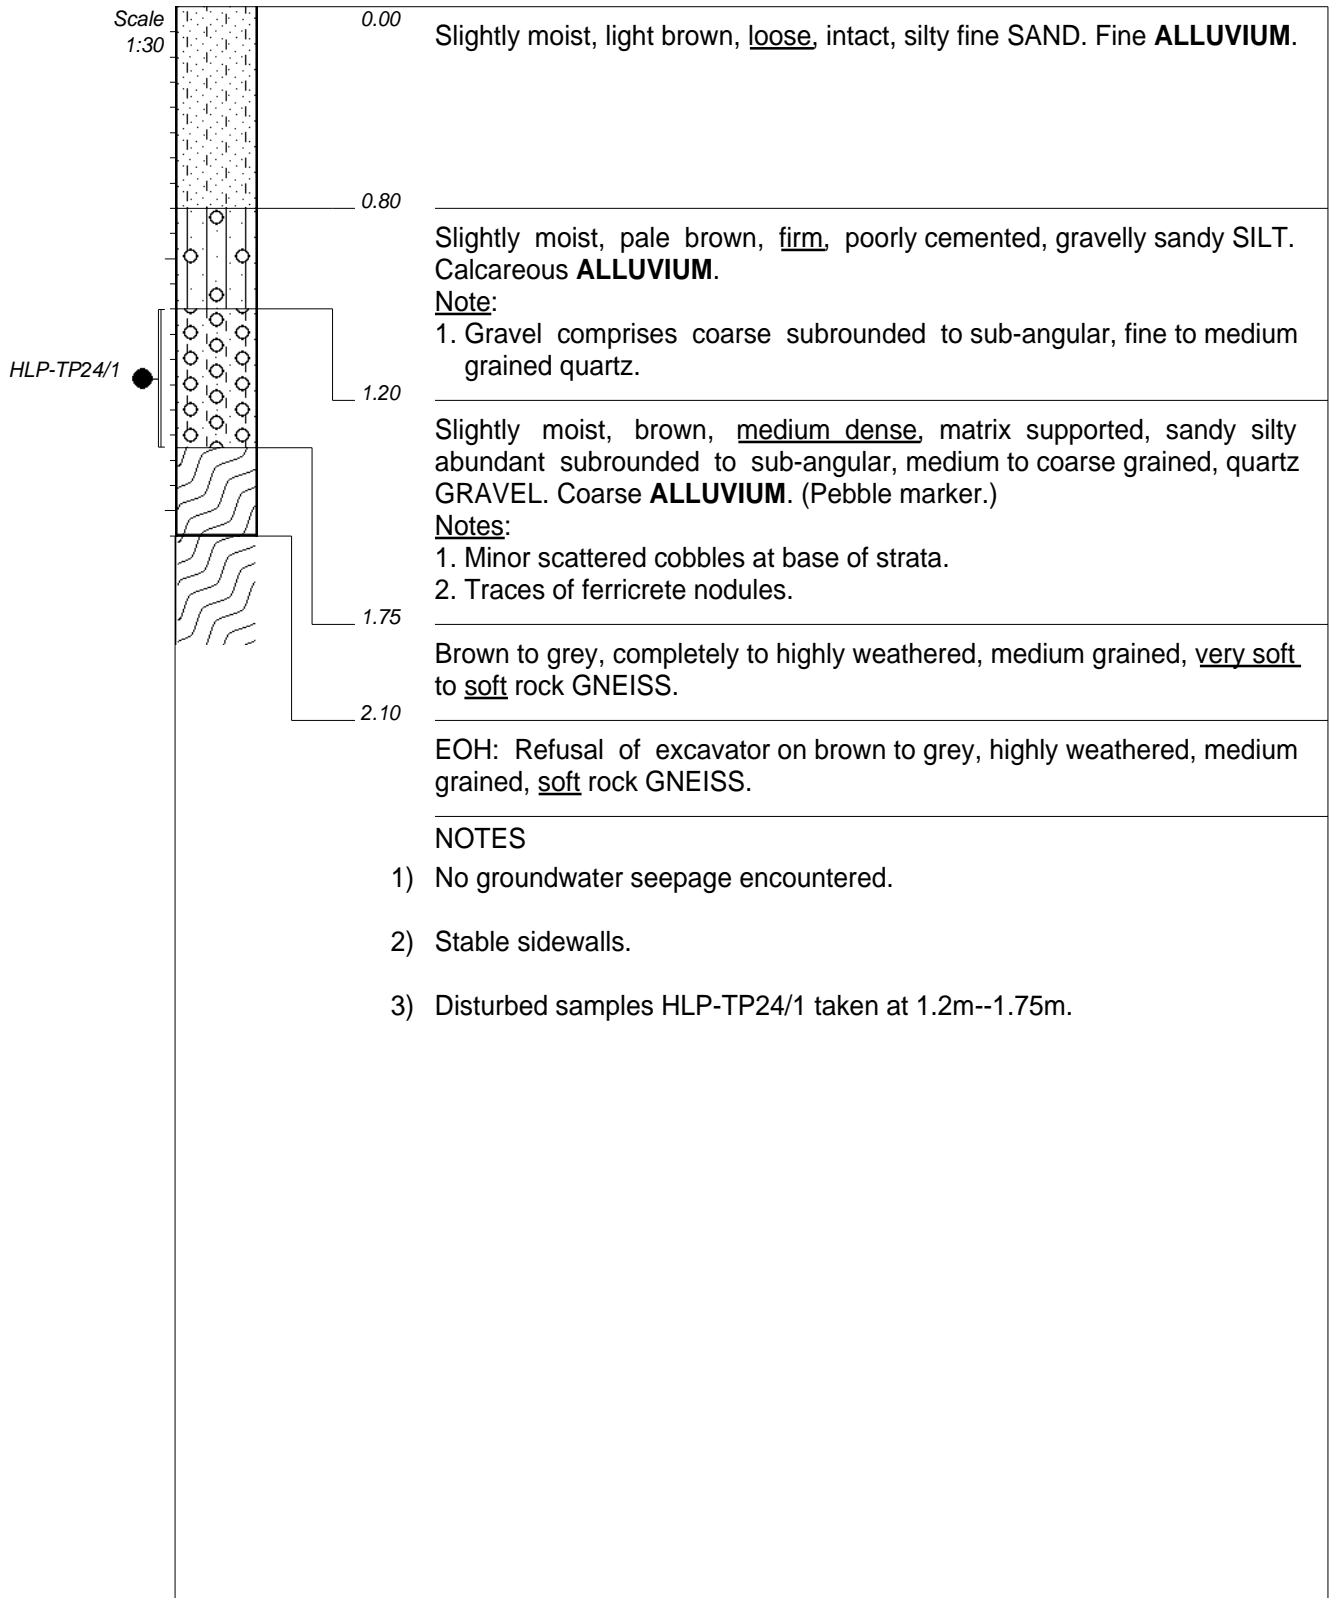 Scale
1:30
0.00
Slightly moist, light brown, loose, intact, silty fine SAND. Fine ALLUVIUM.
0.80
Slightly moist, pale brown, firm, poorly cemented, gravelly sandy SILT.
Calcareous ALLUVIUM.
Note:
1. Gravel comprises coarse subrounded to sub-angular, fine to medium
grained quartz.
HLP-TP24/1
1.20
Slightly moist, brown, medium dense, matrix supported, sandy silty
abundant subrounded to sub-angular, medium to coarse grained, quartz
GRAVEL. Coarse ALLUVIUM. (Pebble marker.)
Notes:
1. Minor scattered cobbles at base of strata.
2. Traces of ferricrete nodules.
1.75
Brown to grey, completely to highly weathered, medium grained, very soft
to soft rock GNEISS.
2.10
EOH: Refusal of excavator on brown to grey, highly weathered, medium
grained, soft rock GNEISS.
NOTES
1) No groundwater seepage encountered.
2) Stable sidewalls.
3) Disturbed samples HLP-TP24/1 taken at 1.2m--1.75m.